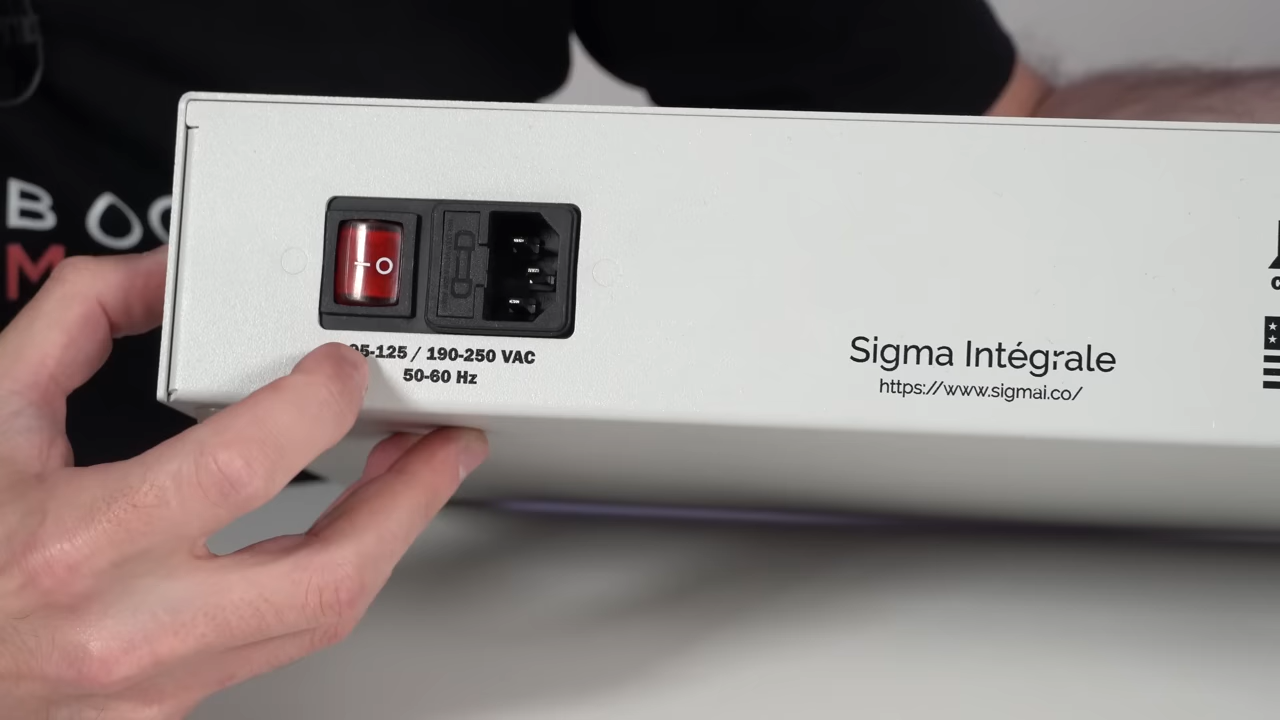 B
M
I O
95-125 / 190-250 VAC
50-60 Hz
Sigma Intégrale
https://www.sigmai.co/